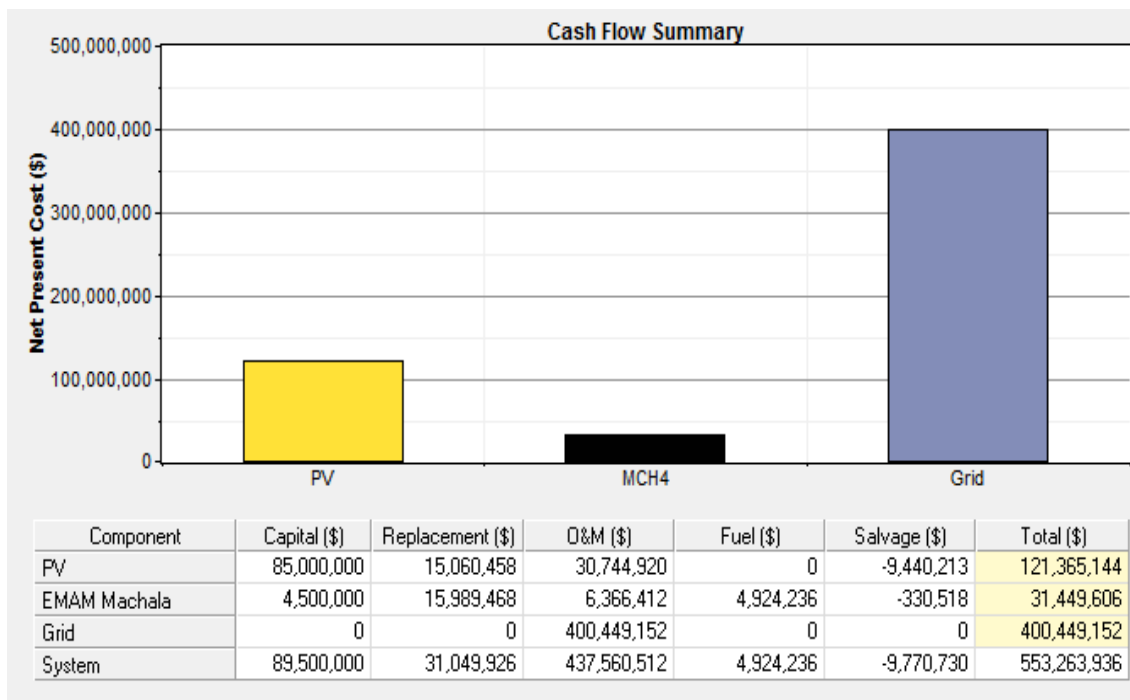 Cash Flow Summary
500,000,000
400,000,000
300,000,000
200,000,000
100,000,000
0
Net Present Cost ($)
PV MCH4 Grid
Component Capital ($) Replacement ($) O&M ($) Fuel ($) Salvage ($) Total ($)
PV 85,000,000 15,060,458 30,744,920 0 -9,440,213 121,365,144
EMAM Machala 4,500,000 15,989,468 6,366,412 4,924,236 -330,518 31,449,606
Grid 0 0 400,449,152 0 0 400,449,152
System 89,500,000 31,049,926 437,560,512 4,924,236 -9,770,730 553,263,936